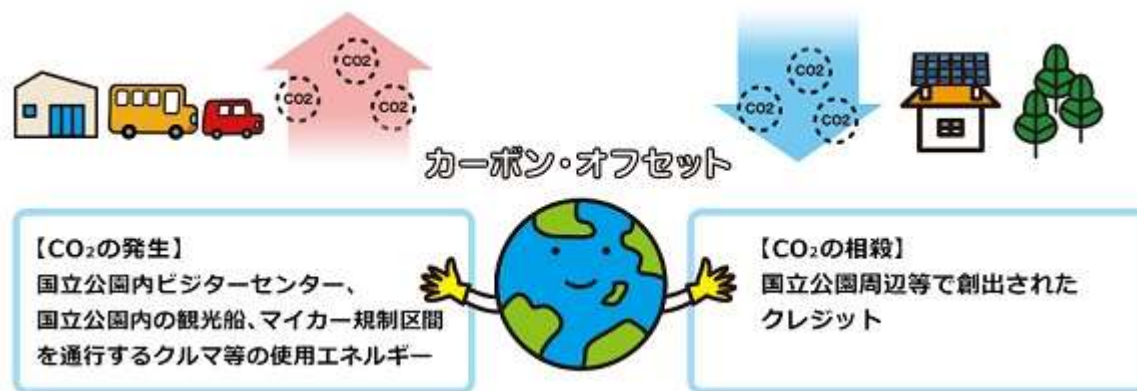 CO2
CO2
CO2
CO2
CO2
CO2
カーボン・オフセット
【CO₂の発生】
国立公園内ビジターセンター、
国立公園内の観光船、マイカー規制区間
を通行するクルマ等の使用エネルギー
【CO₂の相殺】
国立公園周辺等で創出された
クレジット